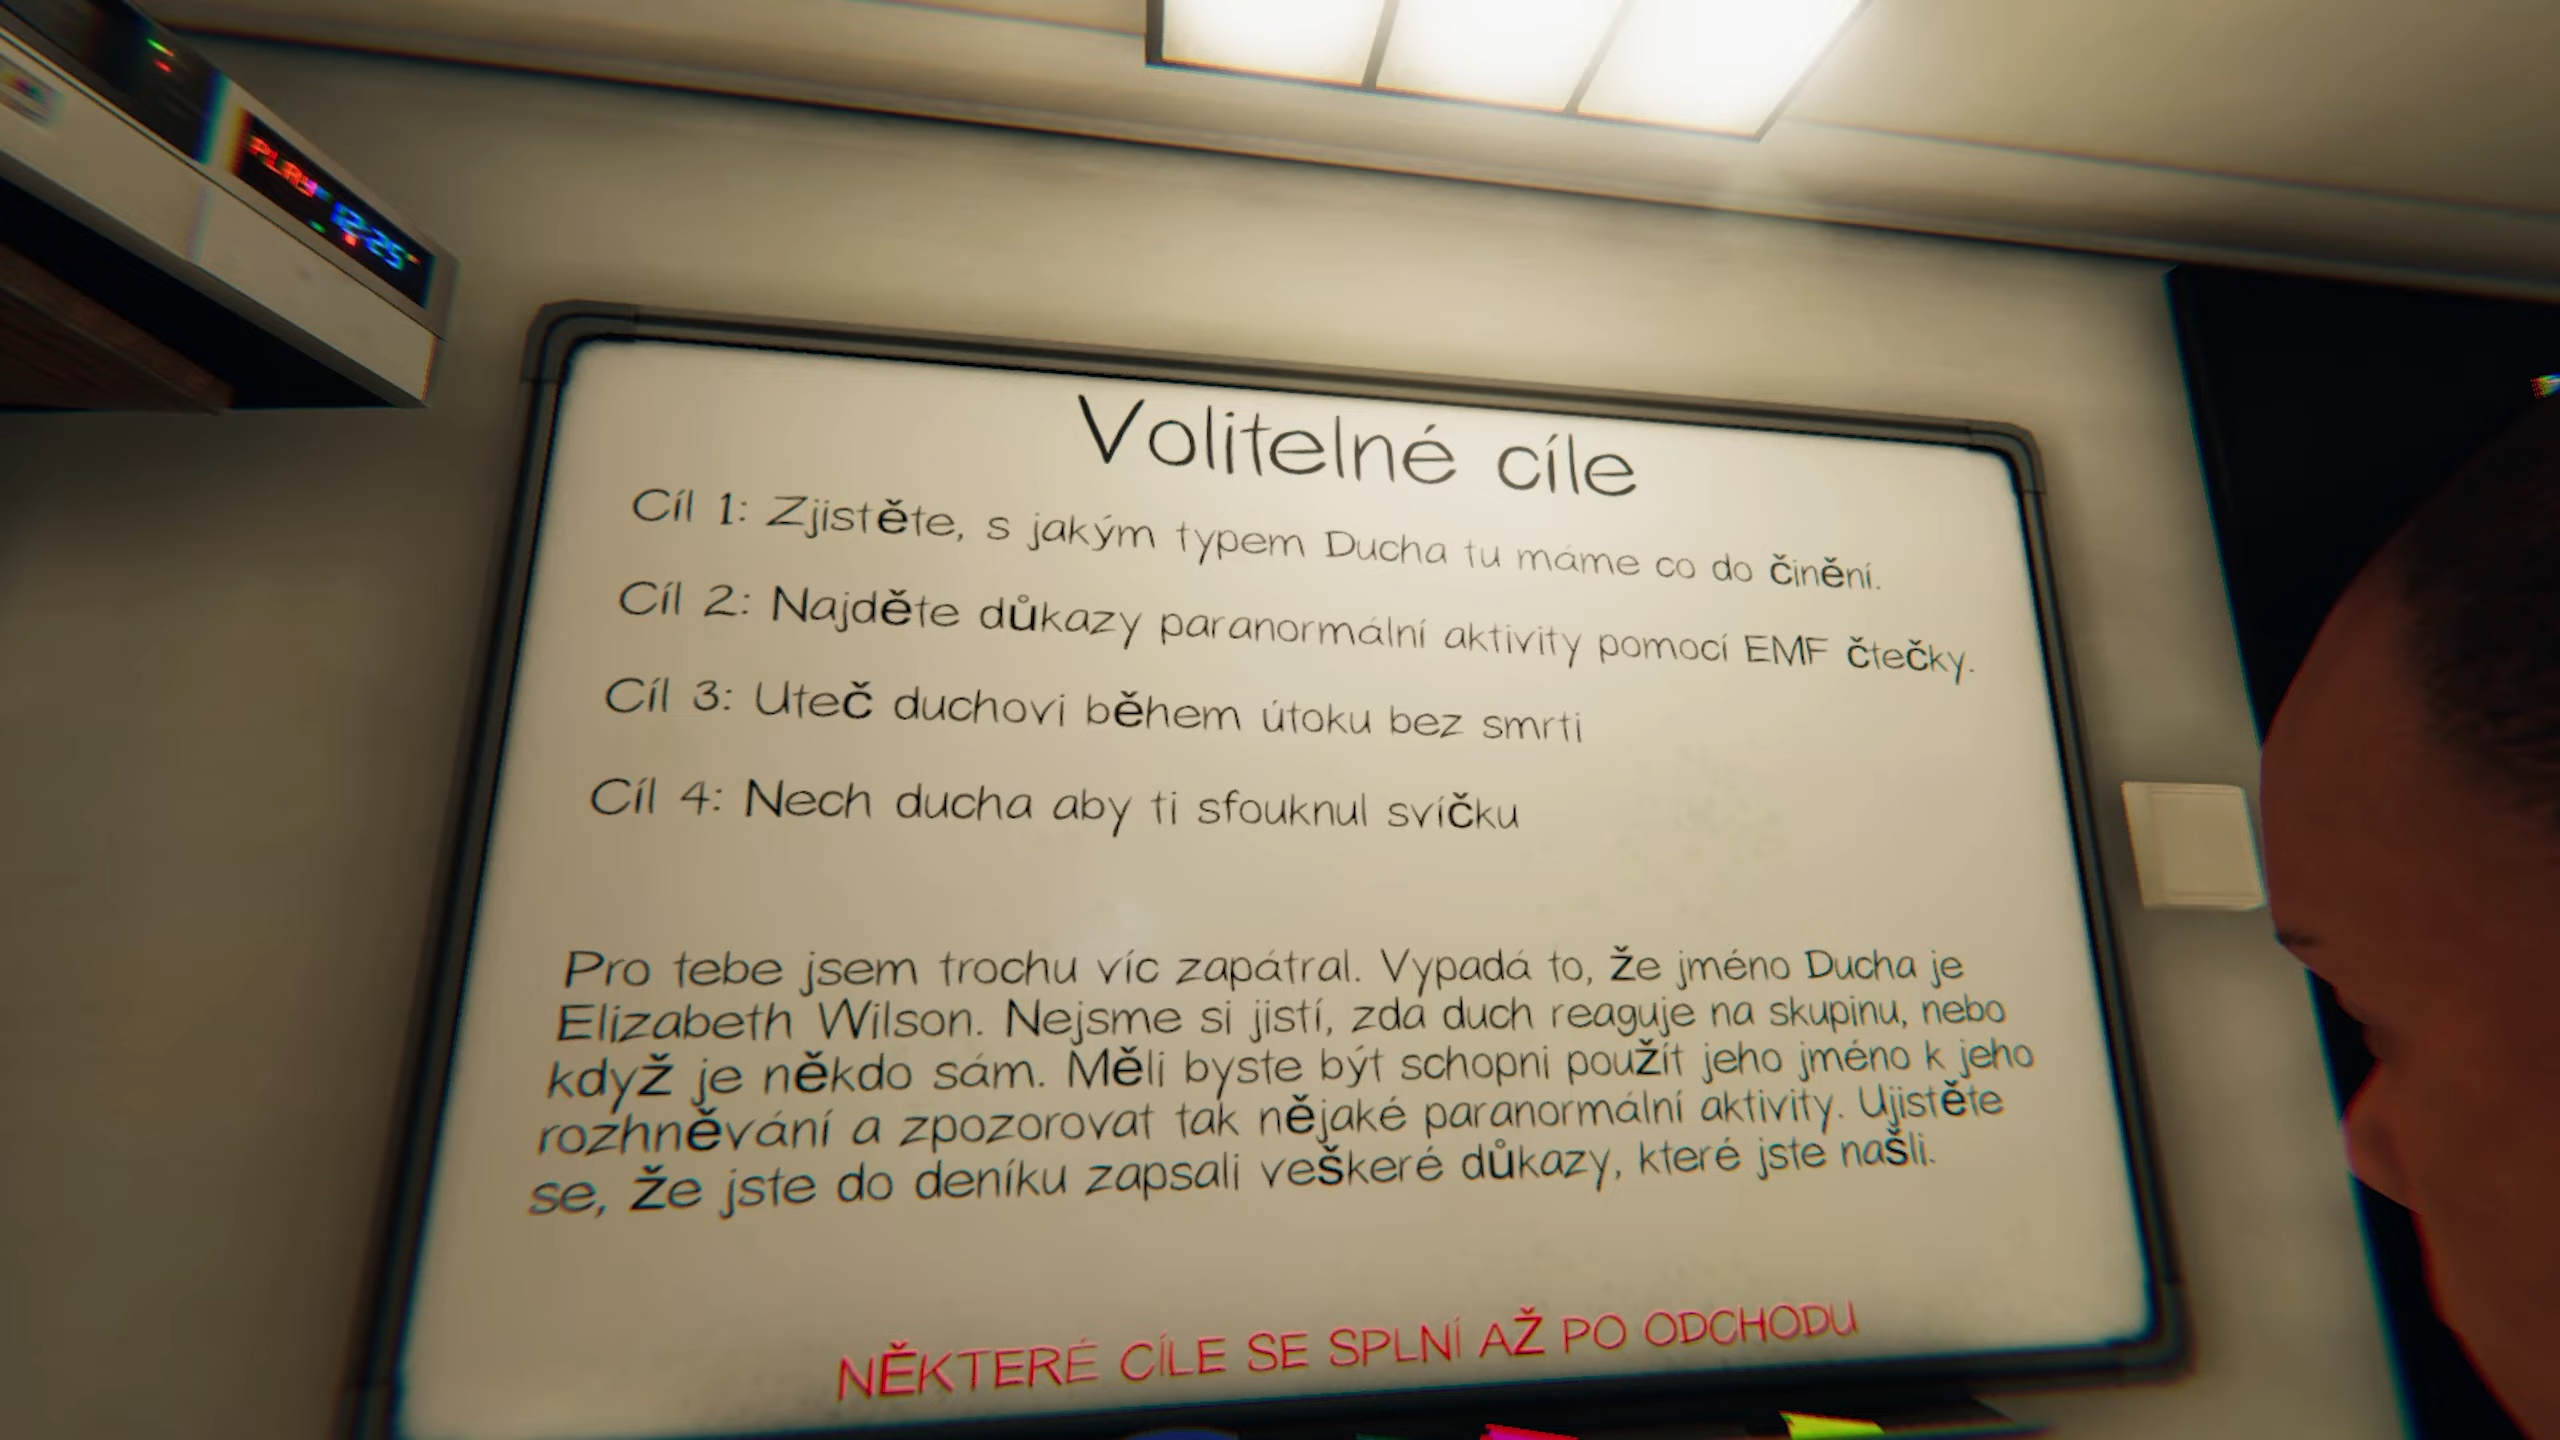 PLAY
Volitelné cíle
Cíl 1: Zjistěte, s jakým typem Ducha tu máme co do činění.
Cíl 2: Najděte důkazy paranormální aktivity pomocí EMF čtečky.
Cíl 3: Uteč duchovi během útoku bez smrti
Cíl 4: Nech ducha aby ti sfouknul svíčku
Pro tebe jsem trochu víc zapátral. Vypadá to, že jméno Ducha je
Elizabeth Wilson. Nejsme si jistí, zda duch reaguje na skupinu, nebo
když je někdo sám. Měli byste být schopni použít jeho jméno k jeho
rozhněvání a zpozorovat tak nějaké paranormální aktivity. Ujistěte
se, že jste do deníku zapsali veškeré důkazy, které jste našli.
NĚKTERÉ CÍLE SE SPLNÍ AŽ PO ODCHODU